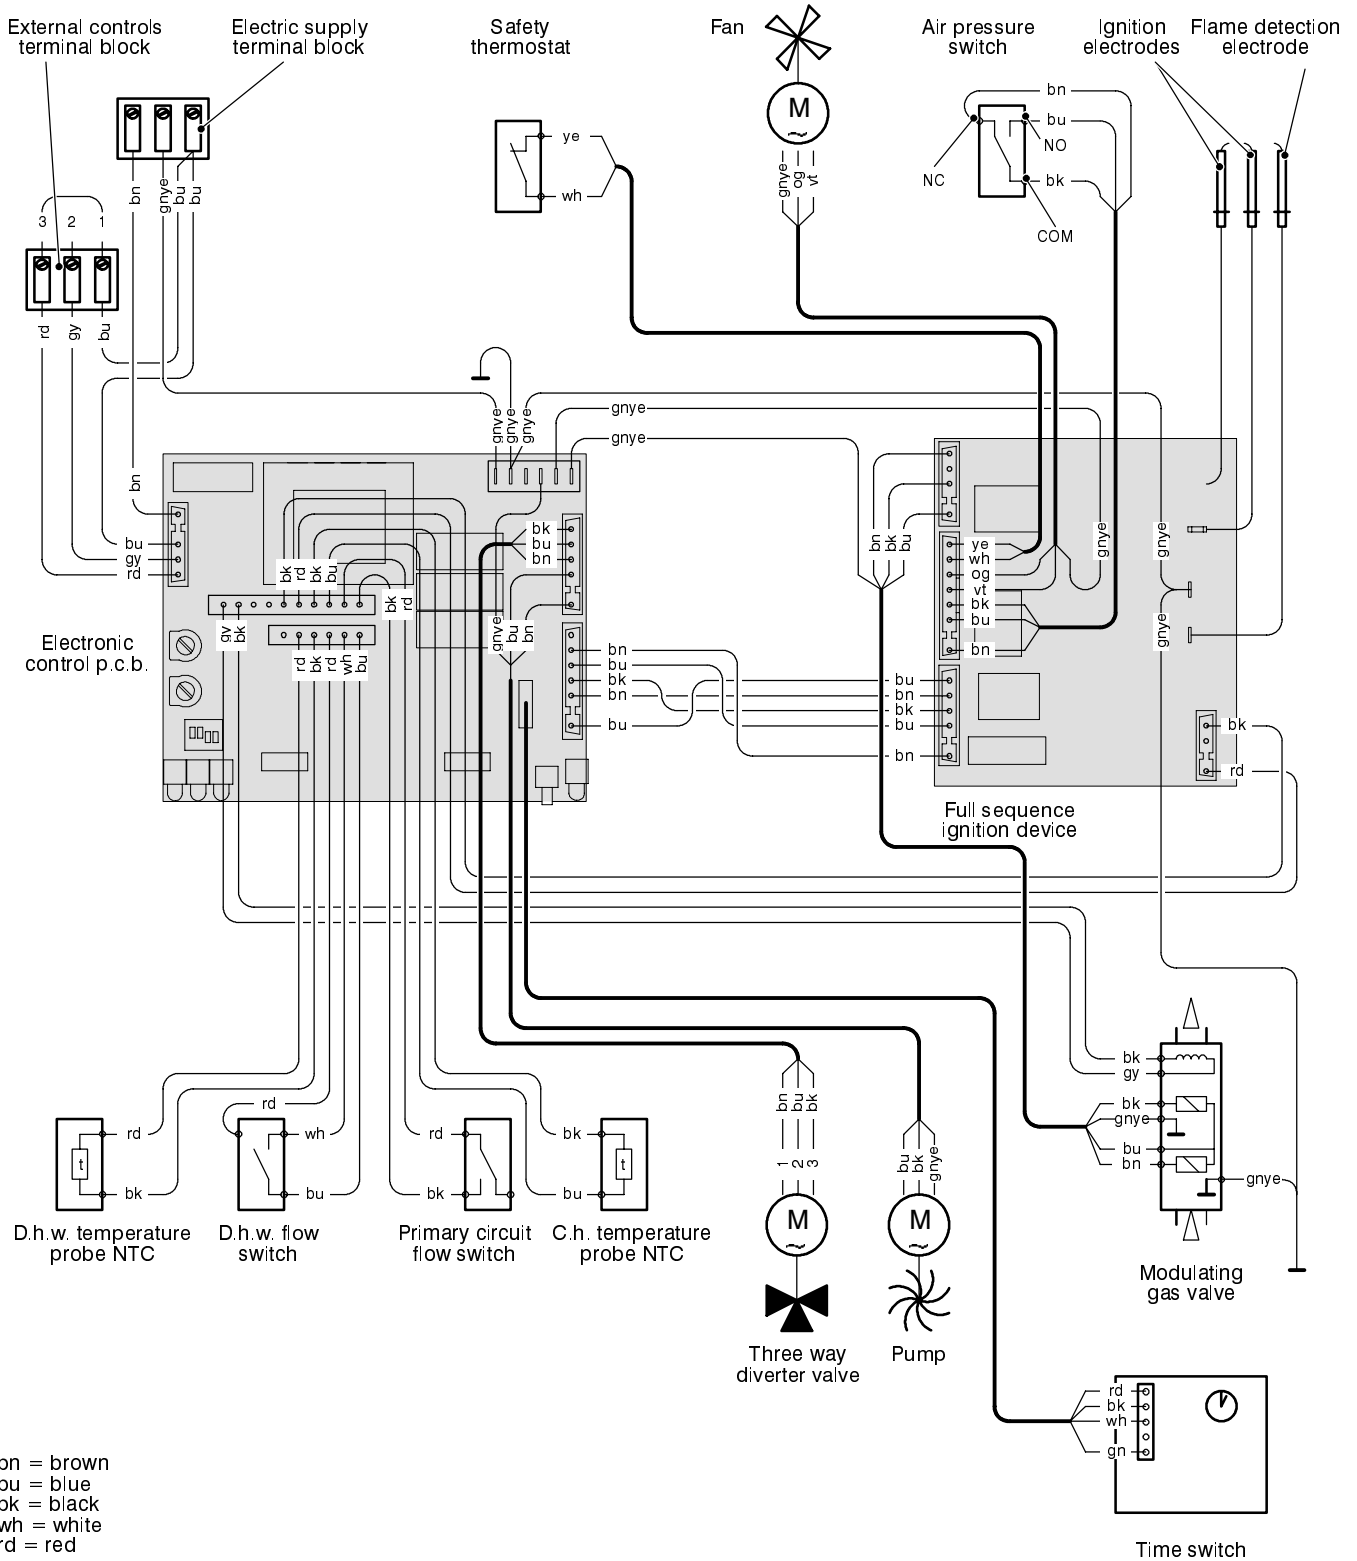 External controls
terminal block
Electric supply
terminal block
Safety
thermostat
Fan
Air pressure
switch
Ignition
electrodes
Flame detection
electrode
M
bn
bu
NO
NC
bk
COM
ye
wh
gnye
og
vt
bn
gnye
bu
bu
3
2
1
rd
gy
bu
gnye
gnye
gnye
gnye
gnye
bn
bu
gy
rd
bk
rd
bk
bu
bk
rd
gy
bk
rd
bk
rd
wh
bu
bk
bu
bn
gnye
bu
bn
bn
bu
bk
bn
bu
bu
bn
bk
bu
bn
bn
bk
bu
ye
wh
og
vt
bk
bu
bn
gnye
gnye
gnye
bk
rd
Electronic
control p.c.b.
Full sequence
ignition device
rd
bk
t
D.h.w. temperature
probe NTC
rd
wh
bu
D.h.w. flow
switch
rd
bk
Primary circuit
flow switch
bk
bu
t
C.h. temperature
probe NTC
bn
bu
bk
1
2
3
M
Three way
diverter valve
bu
bk
gnye
M
Pump
bk
gy
bk
gnye
bu
bn
gnye
Modulating
gas valve
rd
bk
wh
gn
Time switch
bn = brown
bu = blue
bk = black
wh = white
rd = red